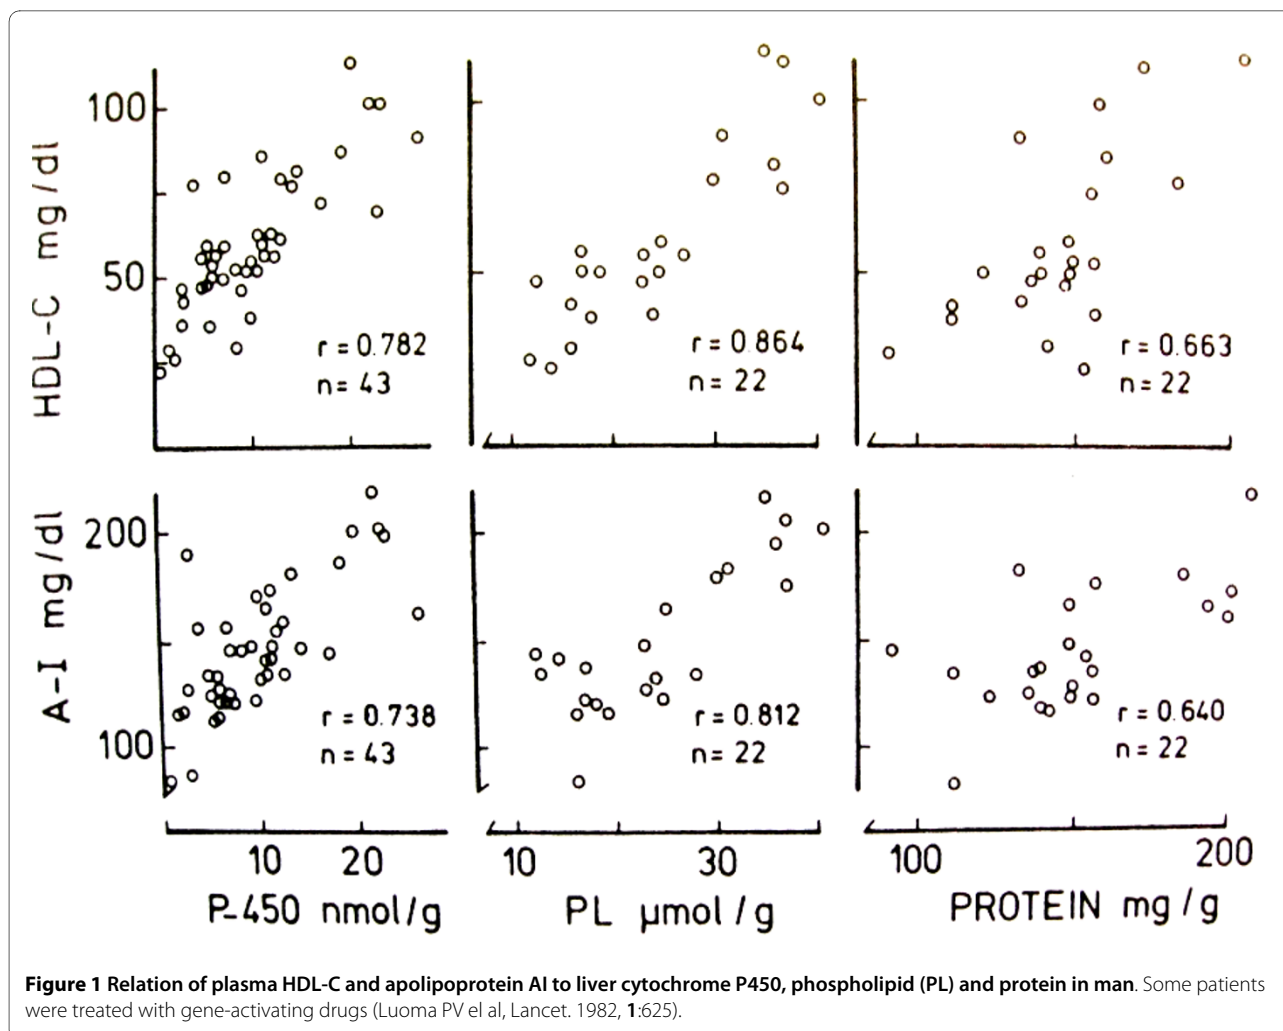 HDL-C mg/dl
100
50
r = 0.782
n = 43
r = 0.864
n = 22
r = 0.663
n = 22
A-I mg/dl
200
100
r = 0.738
n = 43
r = 0.812
n = 22
r = 0.640
n = 22
10 20
10 30
100 200
P-450 nmol/g
PL µmol/g
PROTEIN mg/g
Figure 1 Relation of plasma HDL-C and apolipoprotein AI to liver cytochrome P450, phospholipid (PL) and protein in man. Some patients
were treated with gene-activating drugs (Luoma PV el al, Lancet. 1982, 1:625).